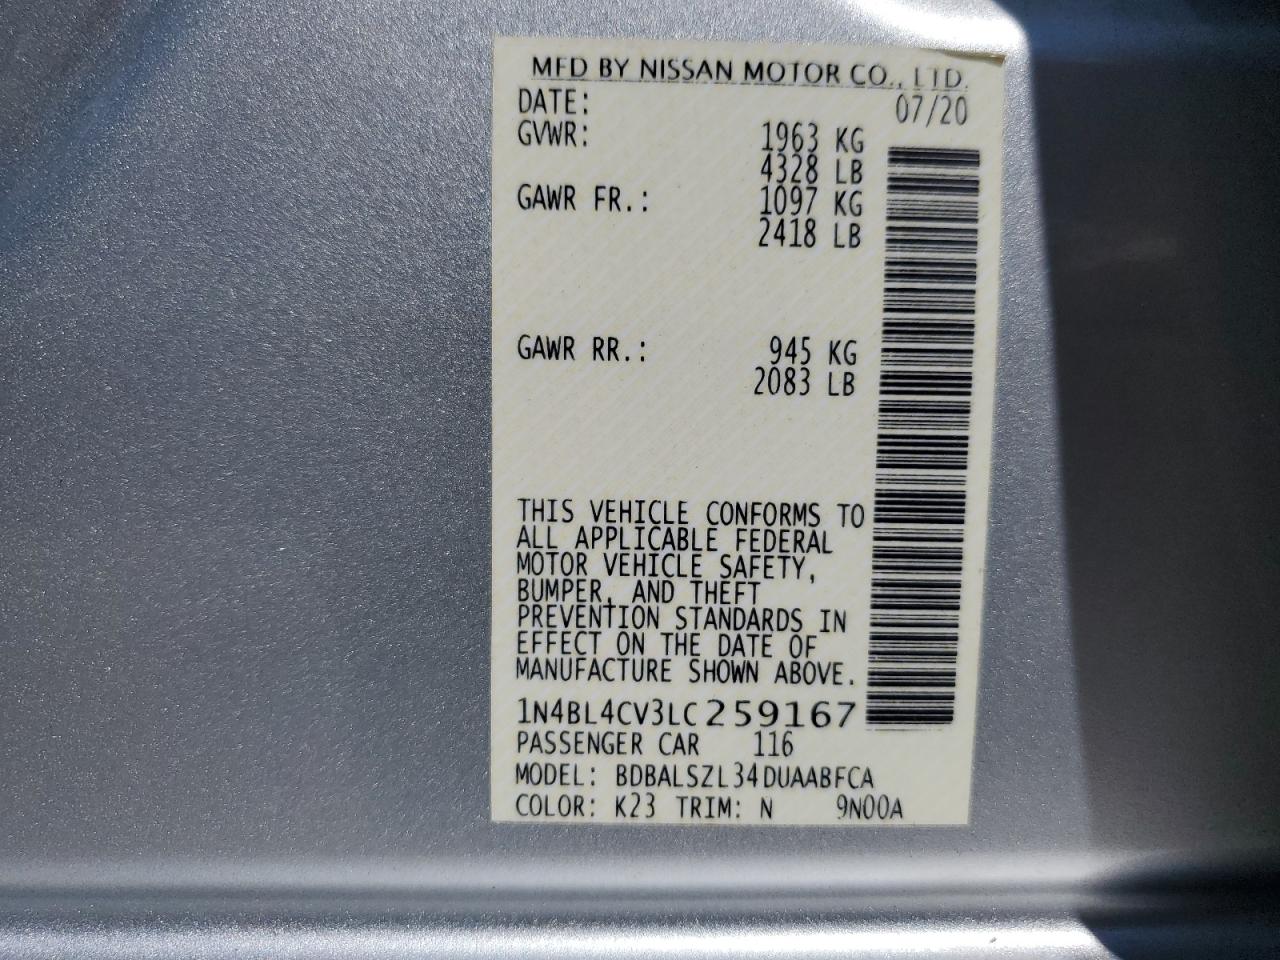 MFD BY NISSAN MOTOR CO., LTD.
DATE: 07/20
GVWR: 1963 KG
4328 LB
GAWR FR.: 1097 KG
2418 LB
GAWR RR.: 945 KG
2083 LB
THIS VEHICLE CONFORMS TO
ALL APPLICABLE FEDERAL
MOTOR VEHICLE SAFETY,
BUMPER, AND THEFT
PREVENTION STANDARDS IN
EFFECT ON THE DATE OF
MANUFACTURE SHOWN ABOVE.
1N4BL4CV3LC259167
PASSENGER CAR 116
MODEL: BDBALSZL34DUAABFCA
COLOR: K23 TRIM: N 9N00A